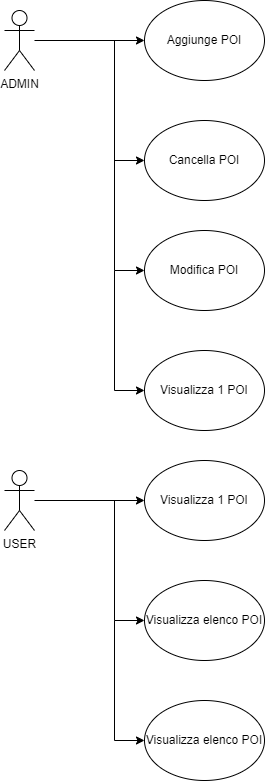 ADMIN
Aggiunge POI
Cancella POI
Modifica POI
Visualizza 1 POI
USER
Visualizza 1 POI
Visualizza elenco POI
Visualizza elenco POI